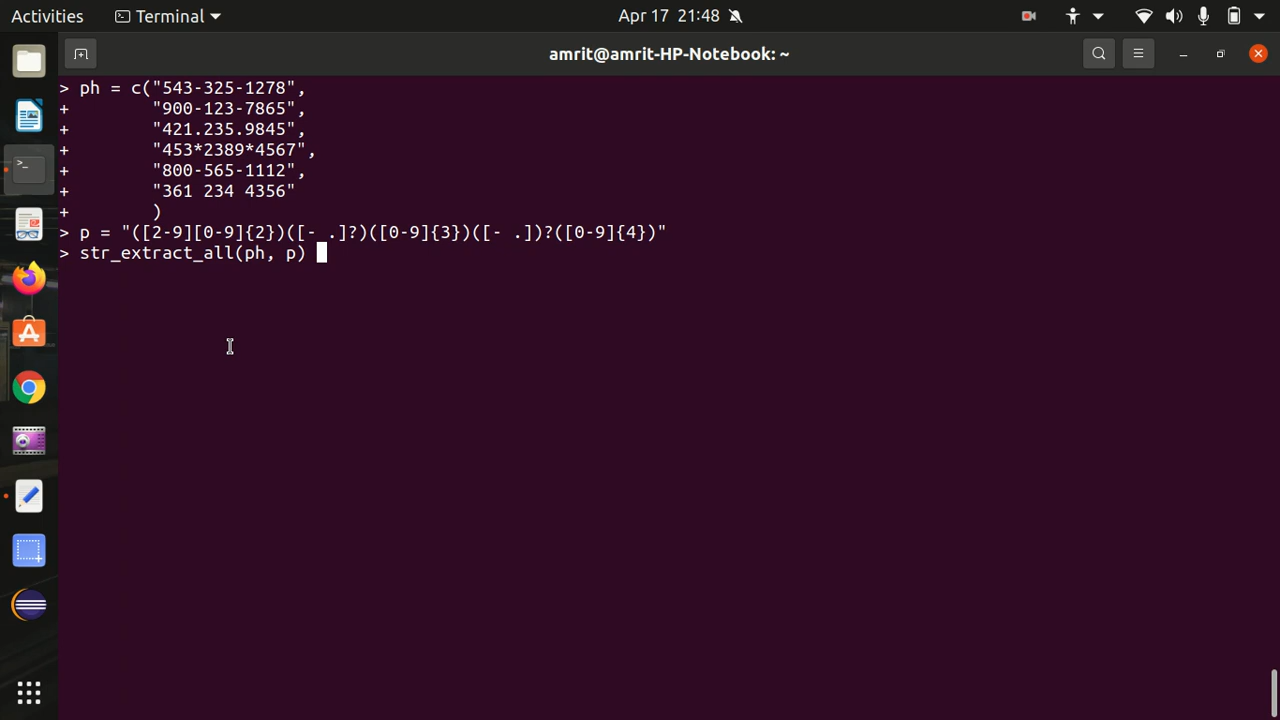 Activities Terminal Apr 17 21:48
amrit@amrit-HP-Notebook: ~
> ph = c("543-325-1278",
+        "900-123-7865",
+        "421.235.9845",
+        "453*2389*4567",
+        "800-565-1112",
+        "361 234 4356"
+        )
> p = "([2-9][0-9]{2})([- .]?)([0-9]{3})([- .])?([0-9]{4})"
> str_extract_all(ph, p)